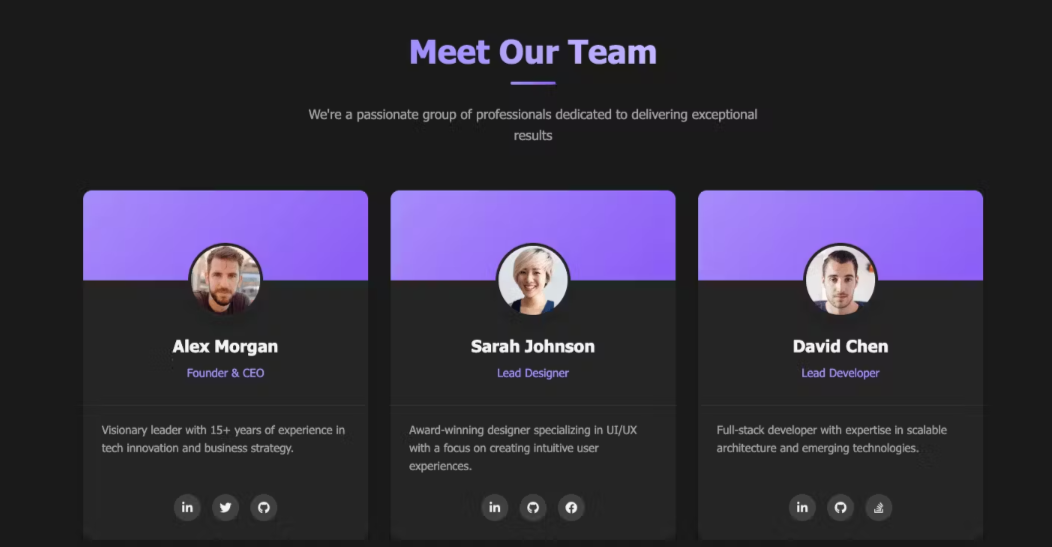 Meet Our Team
We're a passionate group of professionals dedicated to delivering exceptional
results
Alex Morgan
Founder & CEO
Visionary leader with 15+ years of experience in
tech innovation and business strategy.
in
Sarah Johnson
Lead Designer
Award-winning designer specializing in UI/UX
with a focus on creating intuitive user
experiences.
in
David Chen
Lead Developer
Full-stack developer with expertise in scalable
architecture and emerging technologies.
in